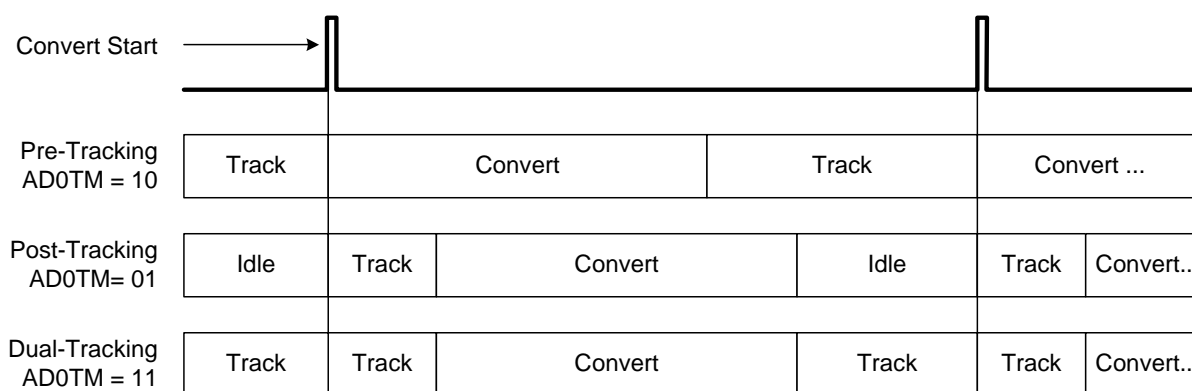 Convert Start
Pre-Tracking
AD0TM = 10
Track
Convert
Track
Convert ...
Post-Tracking
AD0TM= 01
Idle
Track
Convert
Idle
Track
Convert..
Dual-Tracking
AD0TM = 11
Track
Track
Convert
Track
Track
Convert..